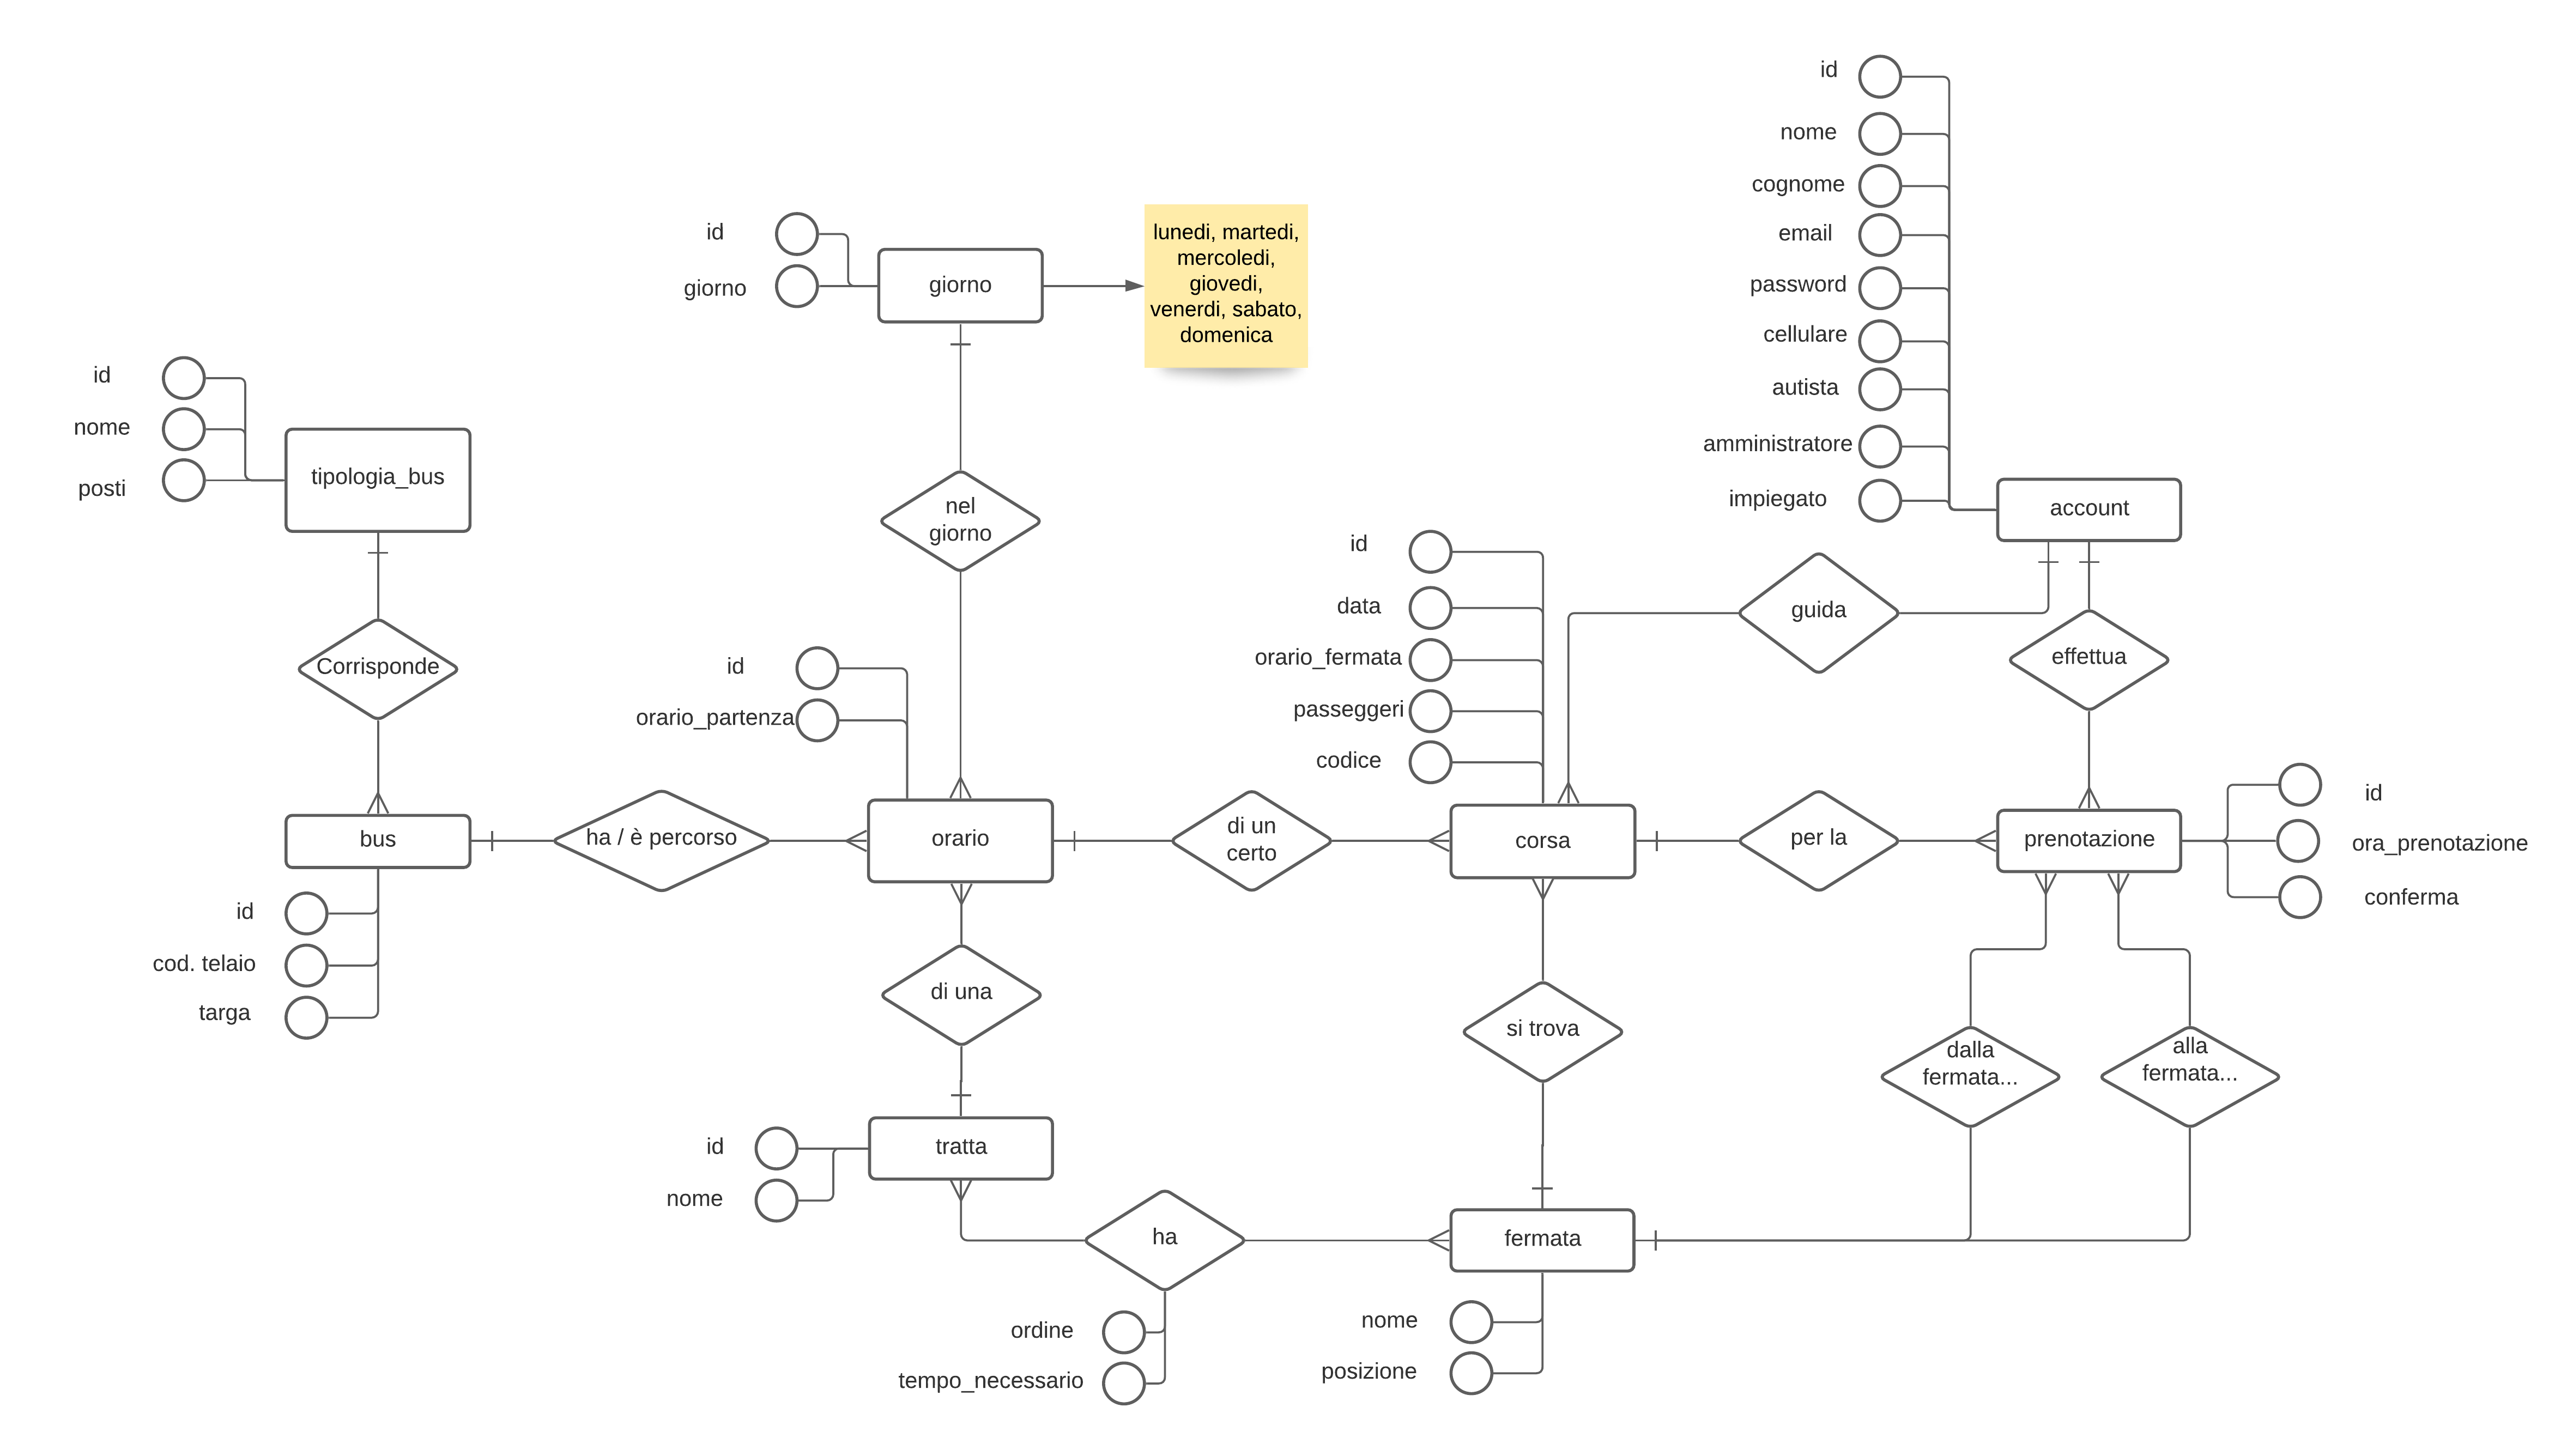 id
nome
cognome
email
password
cellulare
autista
amministratore
impiegato
account
id
giorno
giorno
lunedi, martedi,
mercoledi,
giovedi,
venerdi, sabato,
domenica
id
nome
posti
tipologia_bus
nel
giorno
Corrisponde
id
orario_partenza
id
data
orario_fermata
passeggeri
codice
guida
effettua
bus
ha / è percorso
orario
di un
certo
corsa
per la
prenotazione
id
ora_prenotazione
conferma
id
cod. telaio
targa
di una
si trova
dalla
fermata...
alla
fermata...
id
nome
tratta
ha
fermata
ordine
tempo_necessario
nome
posizione